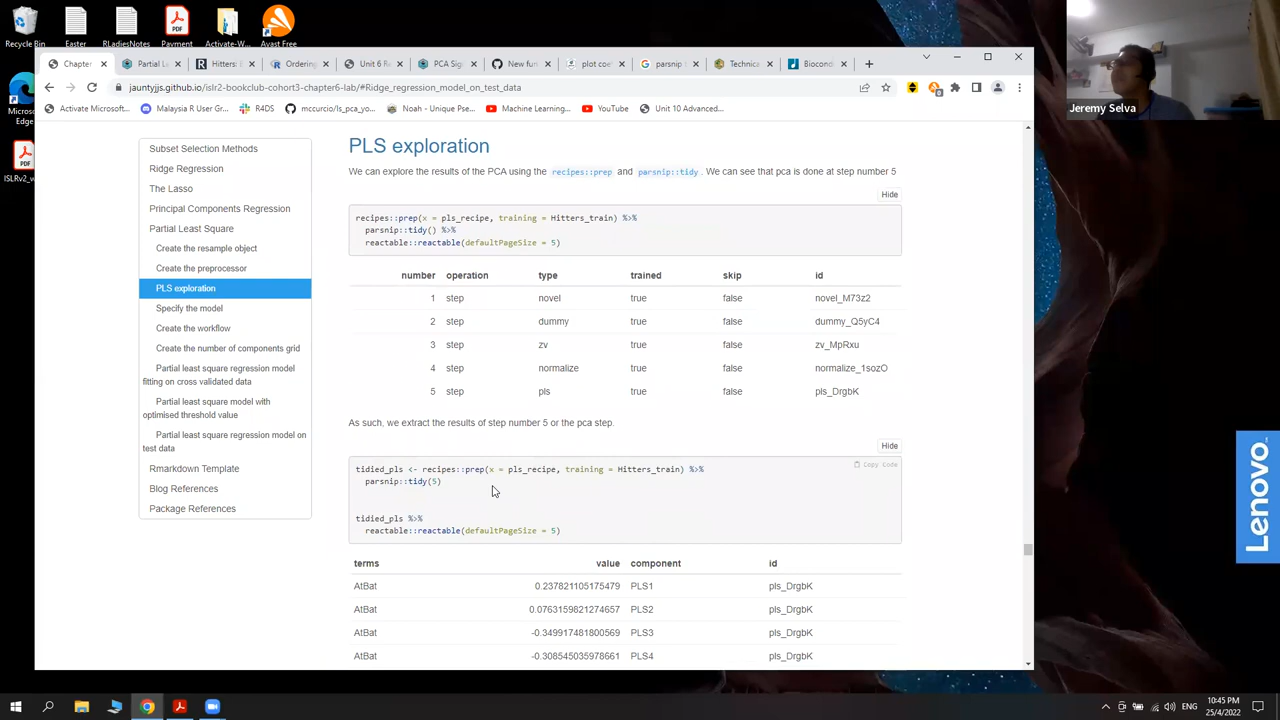 Recycle Bin
Easter
RLadiesNotes
Payment
Activate-W...
Avast Free
Chapter
Partial Le
Hitters: E
Ordering
Unit 6 Re
PCA Sig
New fun
plot coe
parsnip :t
Technica
Biocond
jauntyjjs.github.io/islr-bookclub-cohort3-chapter6-lab/#Ridge_regression_model_on_test_data
Activate Microsoft...
Malaysia R User Gr...
R4DS
mccurcio/ls_pca_yo...
Noah - Unique Pse...
Machine Learning...
YouTube
Unit 10 Advanced...
Jeremy Selva
Microsoft Edge
ISLRv2_w...
Subset Selection Methods
Ridge Regression
The Lasso
Principal Components Regression
Partial Least Square
Create the resample object
Create the preprocessor
PLS exploration
Specify the model
Create the workflow
Create the number of components grid
Partial least square regression model
fitting on cross validated data
Partial least square model with
optimised threshold value
Partial least square regression model on
test data
Rmarkdown Template
Blog References
Package References
PLS exploration
We can explore the results of the PCA using the recipes::prep and parsnip::tidy. We can see that pca is done at step number 5
Hide
recipes::prep(x = pls_recipe, training = Hitters_train) %>%
parsnip::tidy() %>%
reactable::reactable(defaultPageSize = 5)
number operation type trained skip id
1 step novel true false novel_M73z2
2 step dummy true false dummy_Q5yC4
3 step zv true false zv_MpRxu
4 step normalize true false normalize_1sozO
5 step pls true false pls_DrgbK
As such, we extract the results of step number 5 or the pca step.
Hide
Copy Code
tidied_pls <- recipes::prep(x = pls_recipe, training = Hitters_train) %>%
parsnip::tidy(5)
tidied_pls %>%
reactable::reactable(defaultPageSize = 5)
terms value component id
AtBat 0.237821105175479 PLS1 pls_DrgbK
AtBat 0.0763159821274657 PLS2 pls_DrgbK
AtBat -0.349917481800569 PLS3 pls_DrgbK
AtBat -0.308545035978661 PLS4 pls_DrgbK
Lenovo
10:45 PM
25/4/2022